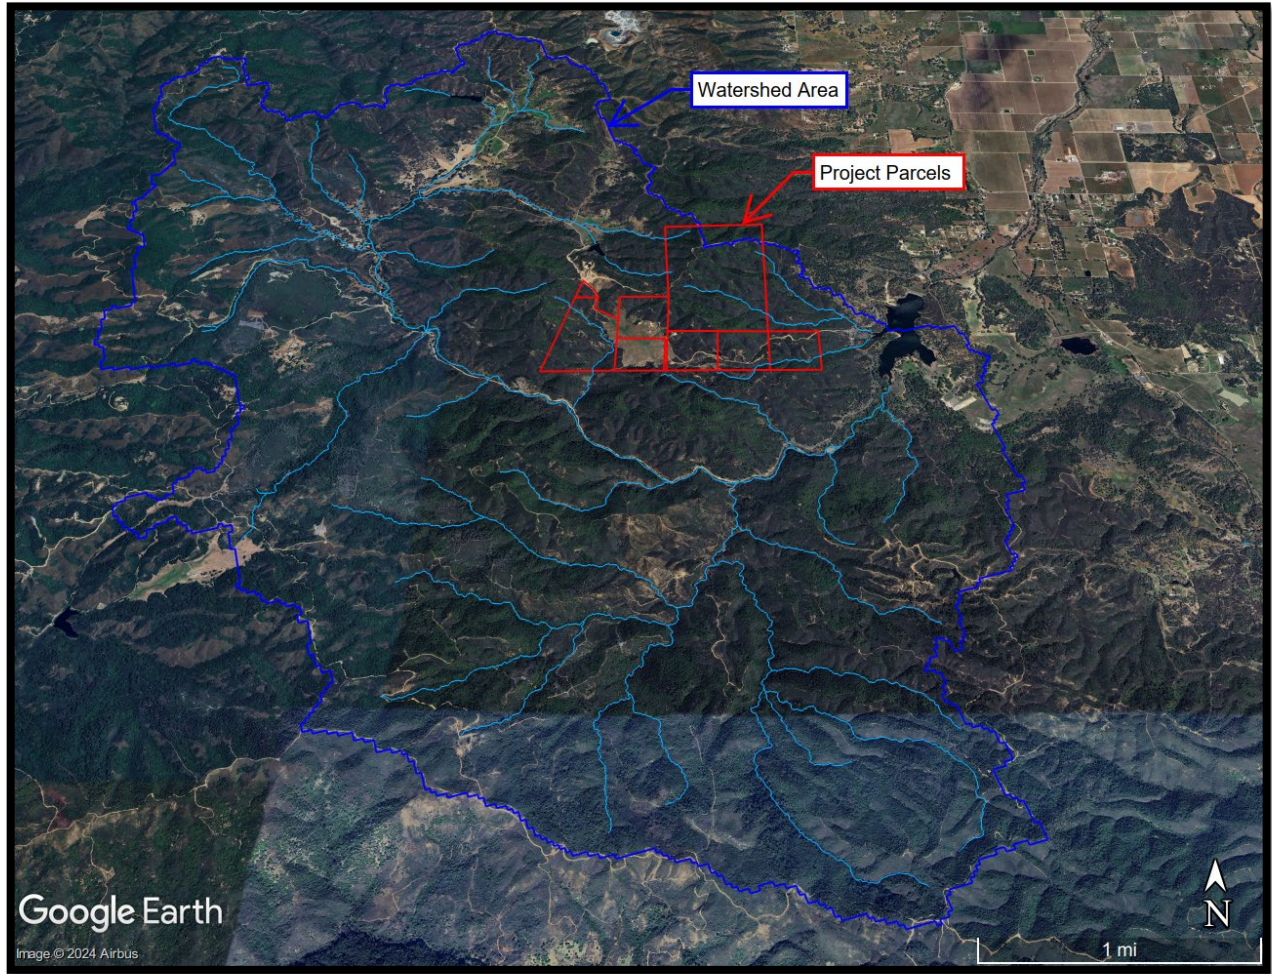 Watershed Area
Project Parcels
Google Earth
Image © 2024 Airbus
N
1 mi